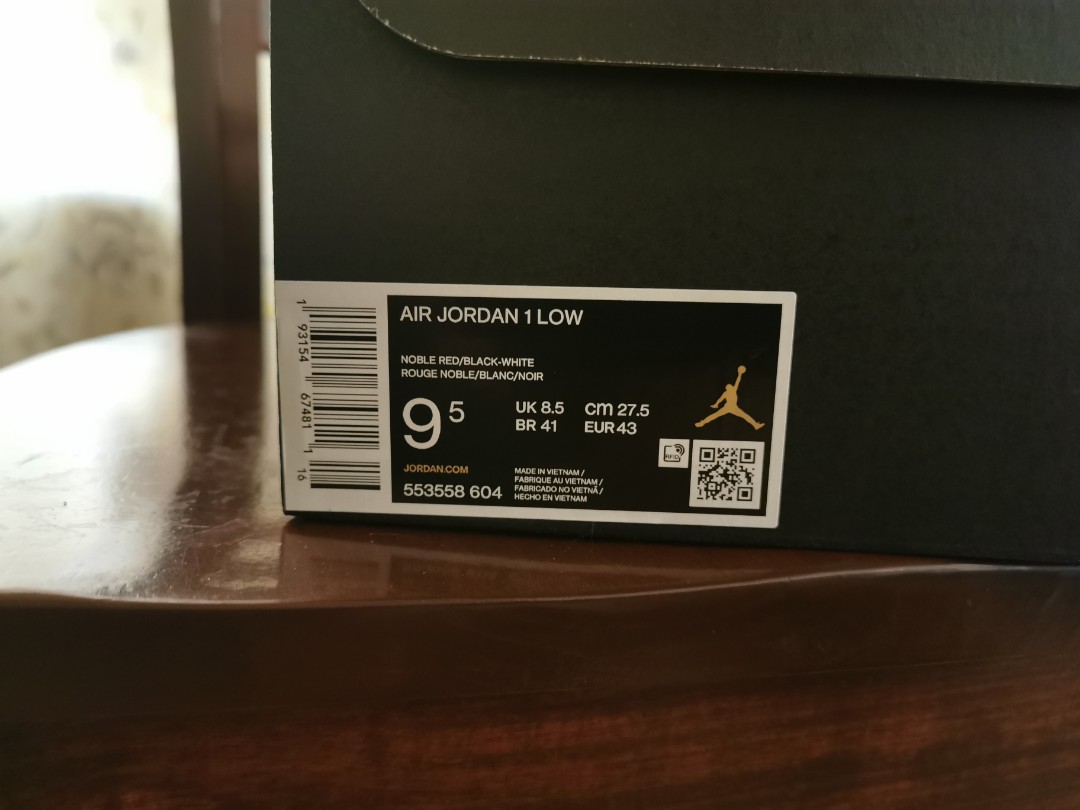 AIR JORDAN 1 LOW
NOBLE RED/BLACK-WHITE
ROUGE NOBLE/BLANC/NOIR
9 5
UK 8.5 cm 27.5
BR 41 EUR 43
RFID
JORDAN.COM
553558 604
MADE IN VIETNAM /
FABRIQUE AU VIETNAM /
FABRICADO NO VIETNÃ /
HECHO EN VIETNAM
1 93154 67481 1 16